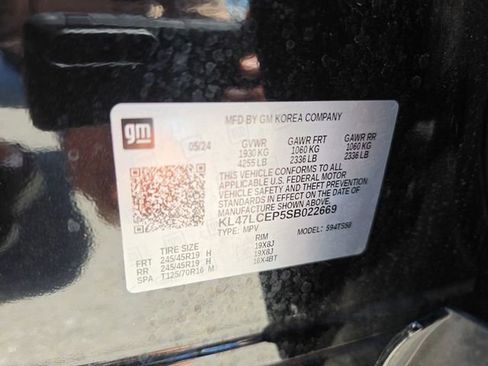 MFD BY GM KOREA COMPANY
gm
05/24 GVWR GAWR FRT GAWR RR
1930 KG 1060 KG 1060 KG
4255 LB 2336 LB 2336 LB
THIS VEHICLE CONFORMS TO ALL
APPLICABLE U.S. FEDERAL MOTOR
VEHICLE SAFETY AND THEFT PREVENTION
STANDARDS IN EFFECT ON THE DATE OF
MANUFACTURE SHOWN ABOVE.
KL47LCEP5SB022669
TYPE: MPV MODEL:
TIRE SIZE RIM
FRT 245/45R19 H 19X8J
RR 245/45R19 H 19X8J
SPA T125/70R16 M 16X4BT